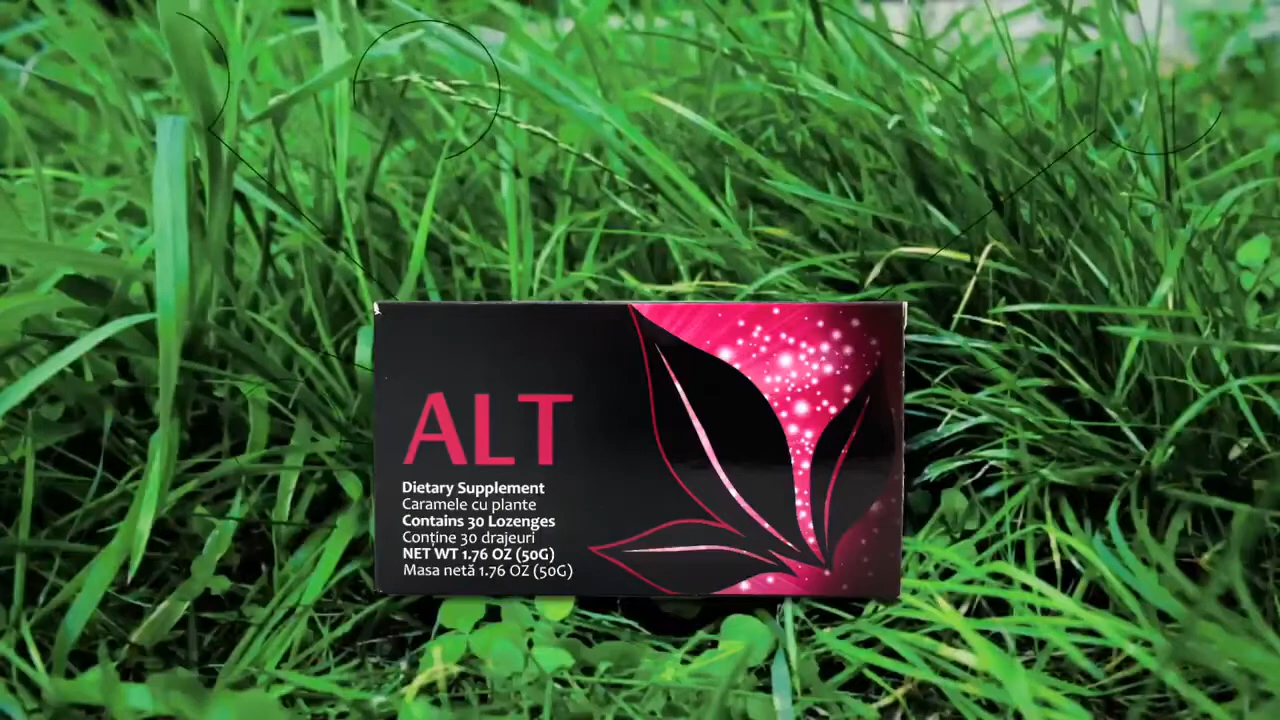 ALT
Dietary Supplement
Caramele cu plante
Contains 30 Lozenges
Conține 30 drajeuri
NET WT 1.76 OZ (50G)
Masa netă 1.76 OZ (50G)